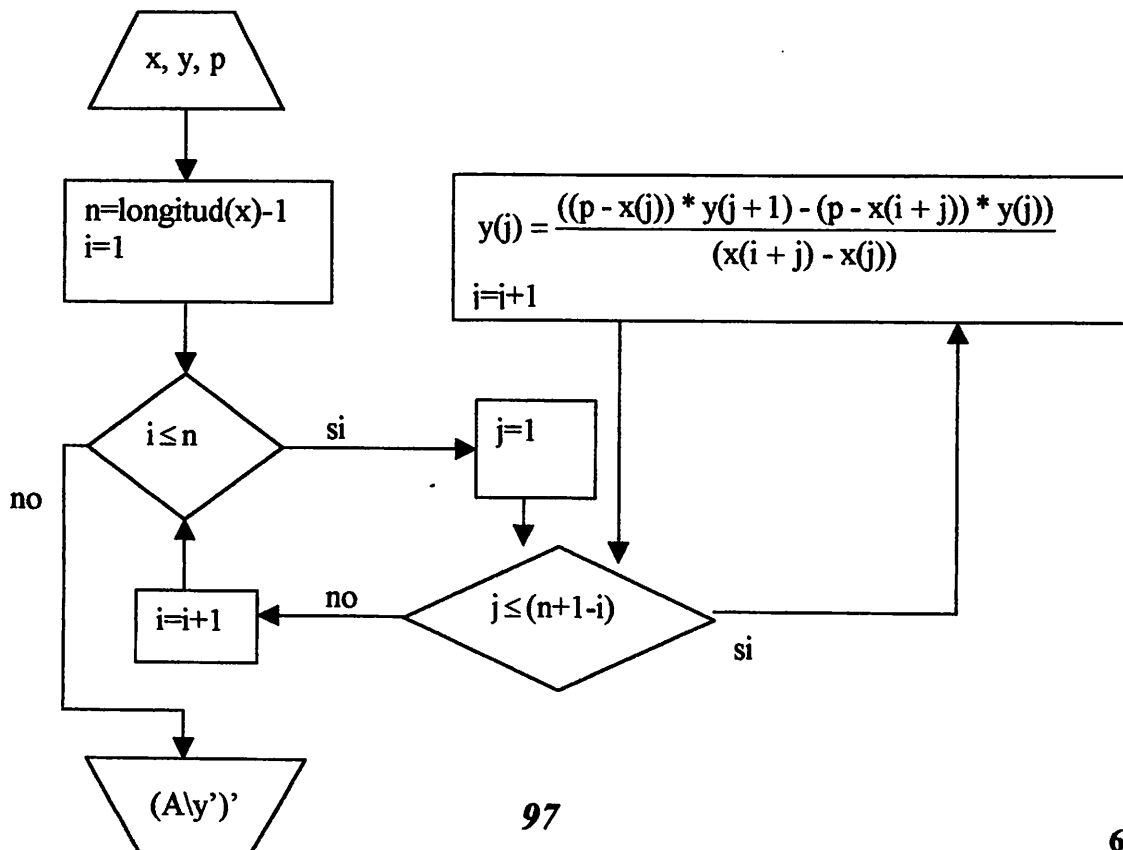 x, y, p
n=longitud(x)-1
i=1
y(j) = ((p - x(j)) * y(j + 1) - (p - x(i + j)) * y(j)) / (x(i + j) - x(j))
j=j+1
i ≤ n
si
j=1
no
i=i+1
no
j ≤ (n+1-i)
si
(A\y')'
97
6